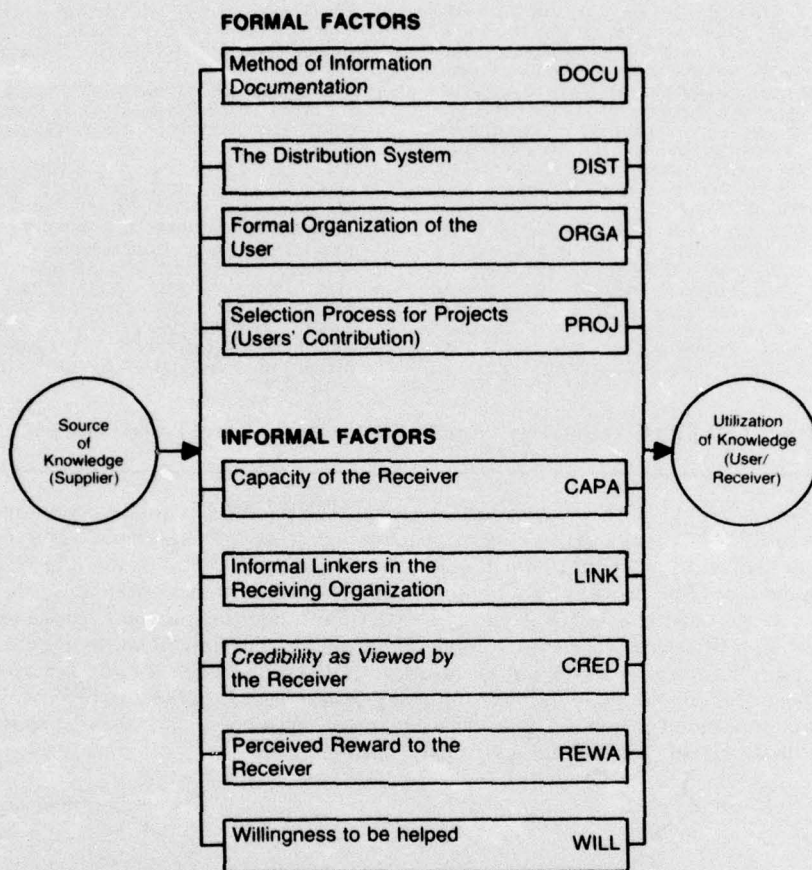 FORMAL FACTORS
Method of Information
Documentation
DOCU
The Distribution System
DIST
Formal Organization of the
User
ORGA
Selection Process for Projects
(Users' Contribution)
PROJ
Source
of
Knowledge
(Supplier)
INFORMAL FACTORS
Capacity of the Receiver
CAPA
Informal Linkers in the
Receiving Organization
LINK
Credibility as Viewed by
the Receiver
CRED
Perceived Reward to the
Receiver
REWA
Willingness to be helped
WILL
Utilization
of Knowledge
(User/
Receiver)